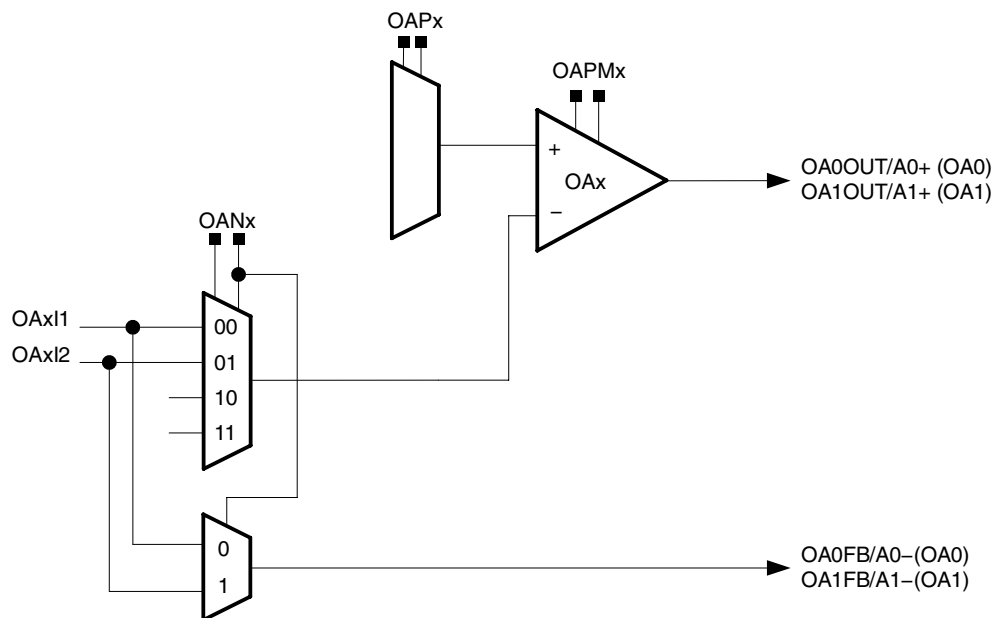 OAPx
OAPMx
+
OAx
−
OA0OUT/A0+ (OA0)
OA1OUT/A1+ (OA1)
OANx
OAxI1
OAxI2
00
01
10
11
0
1
OA0FB/A0−(OA0)
OA1FB/A1−(OA1)